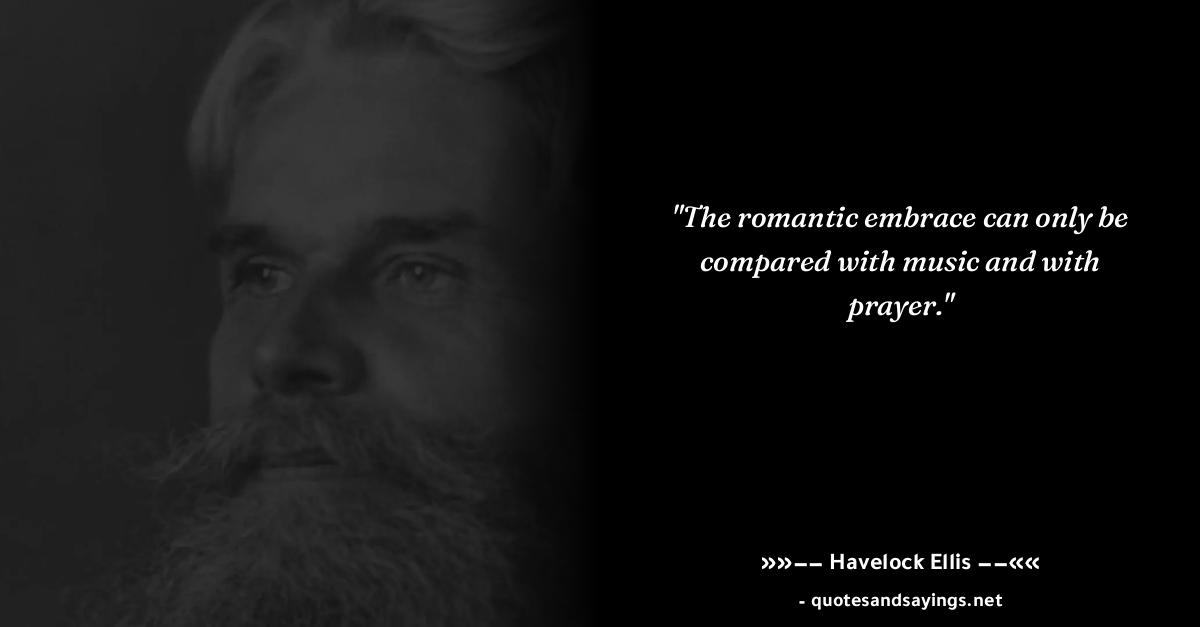 "The romantic embrace can only be
compared with music and with
prayer."
»»−− Havelock Ellis −−««
- quotesandsayings.net